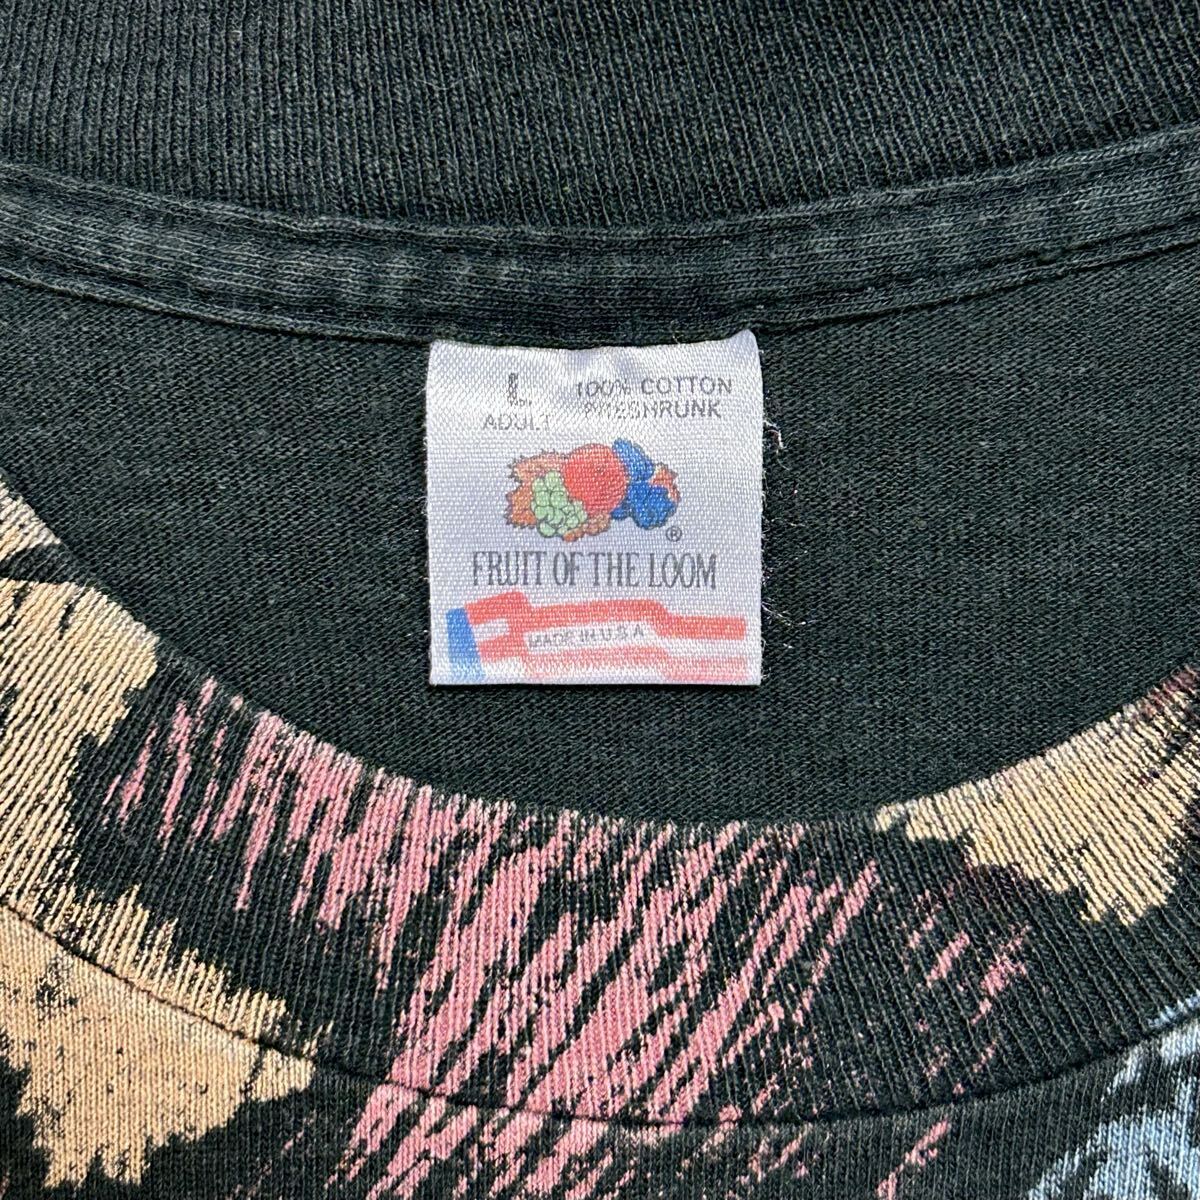 L 100% COTTON
ADULT PRESHRUNK
®
FRUIT OF THE LOOM
MADE IN U.S.A